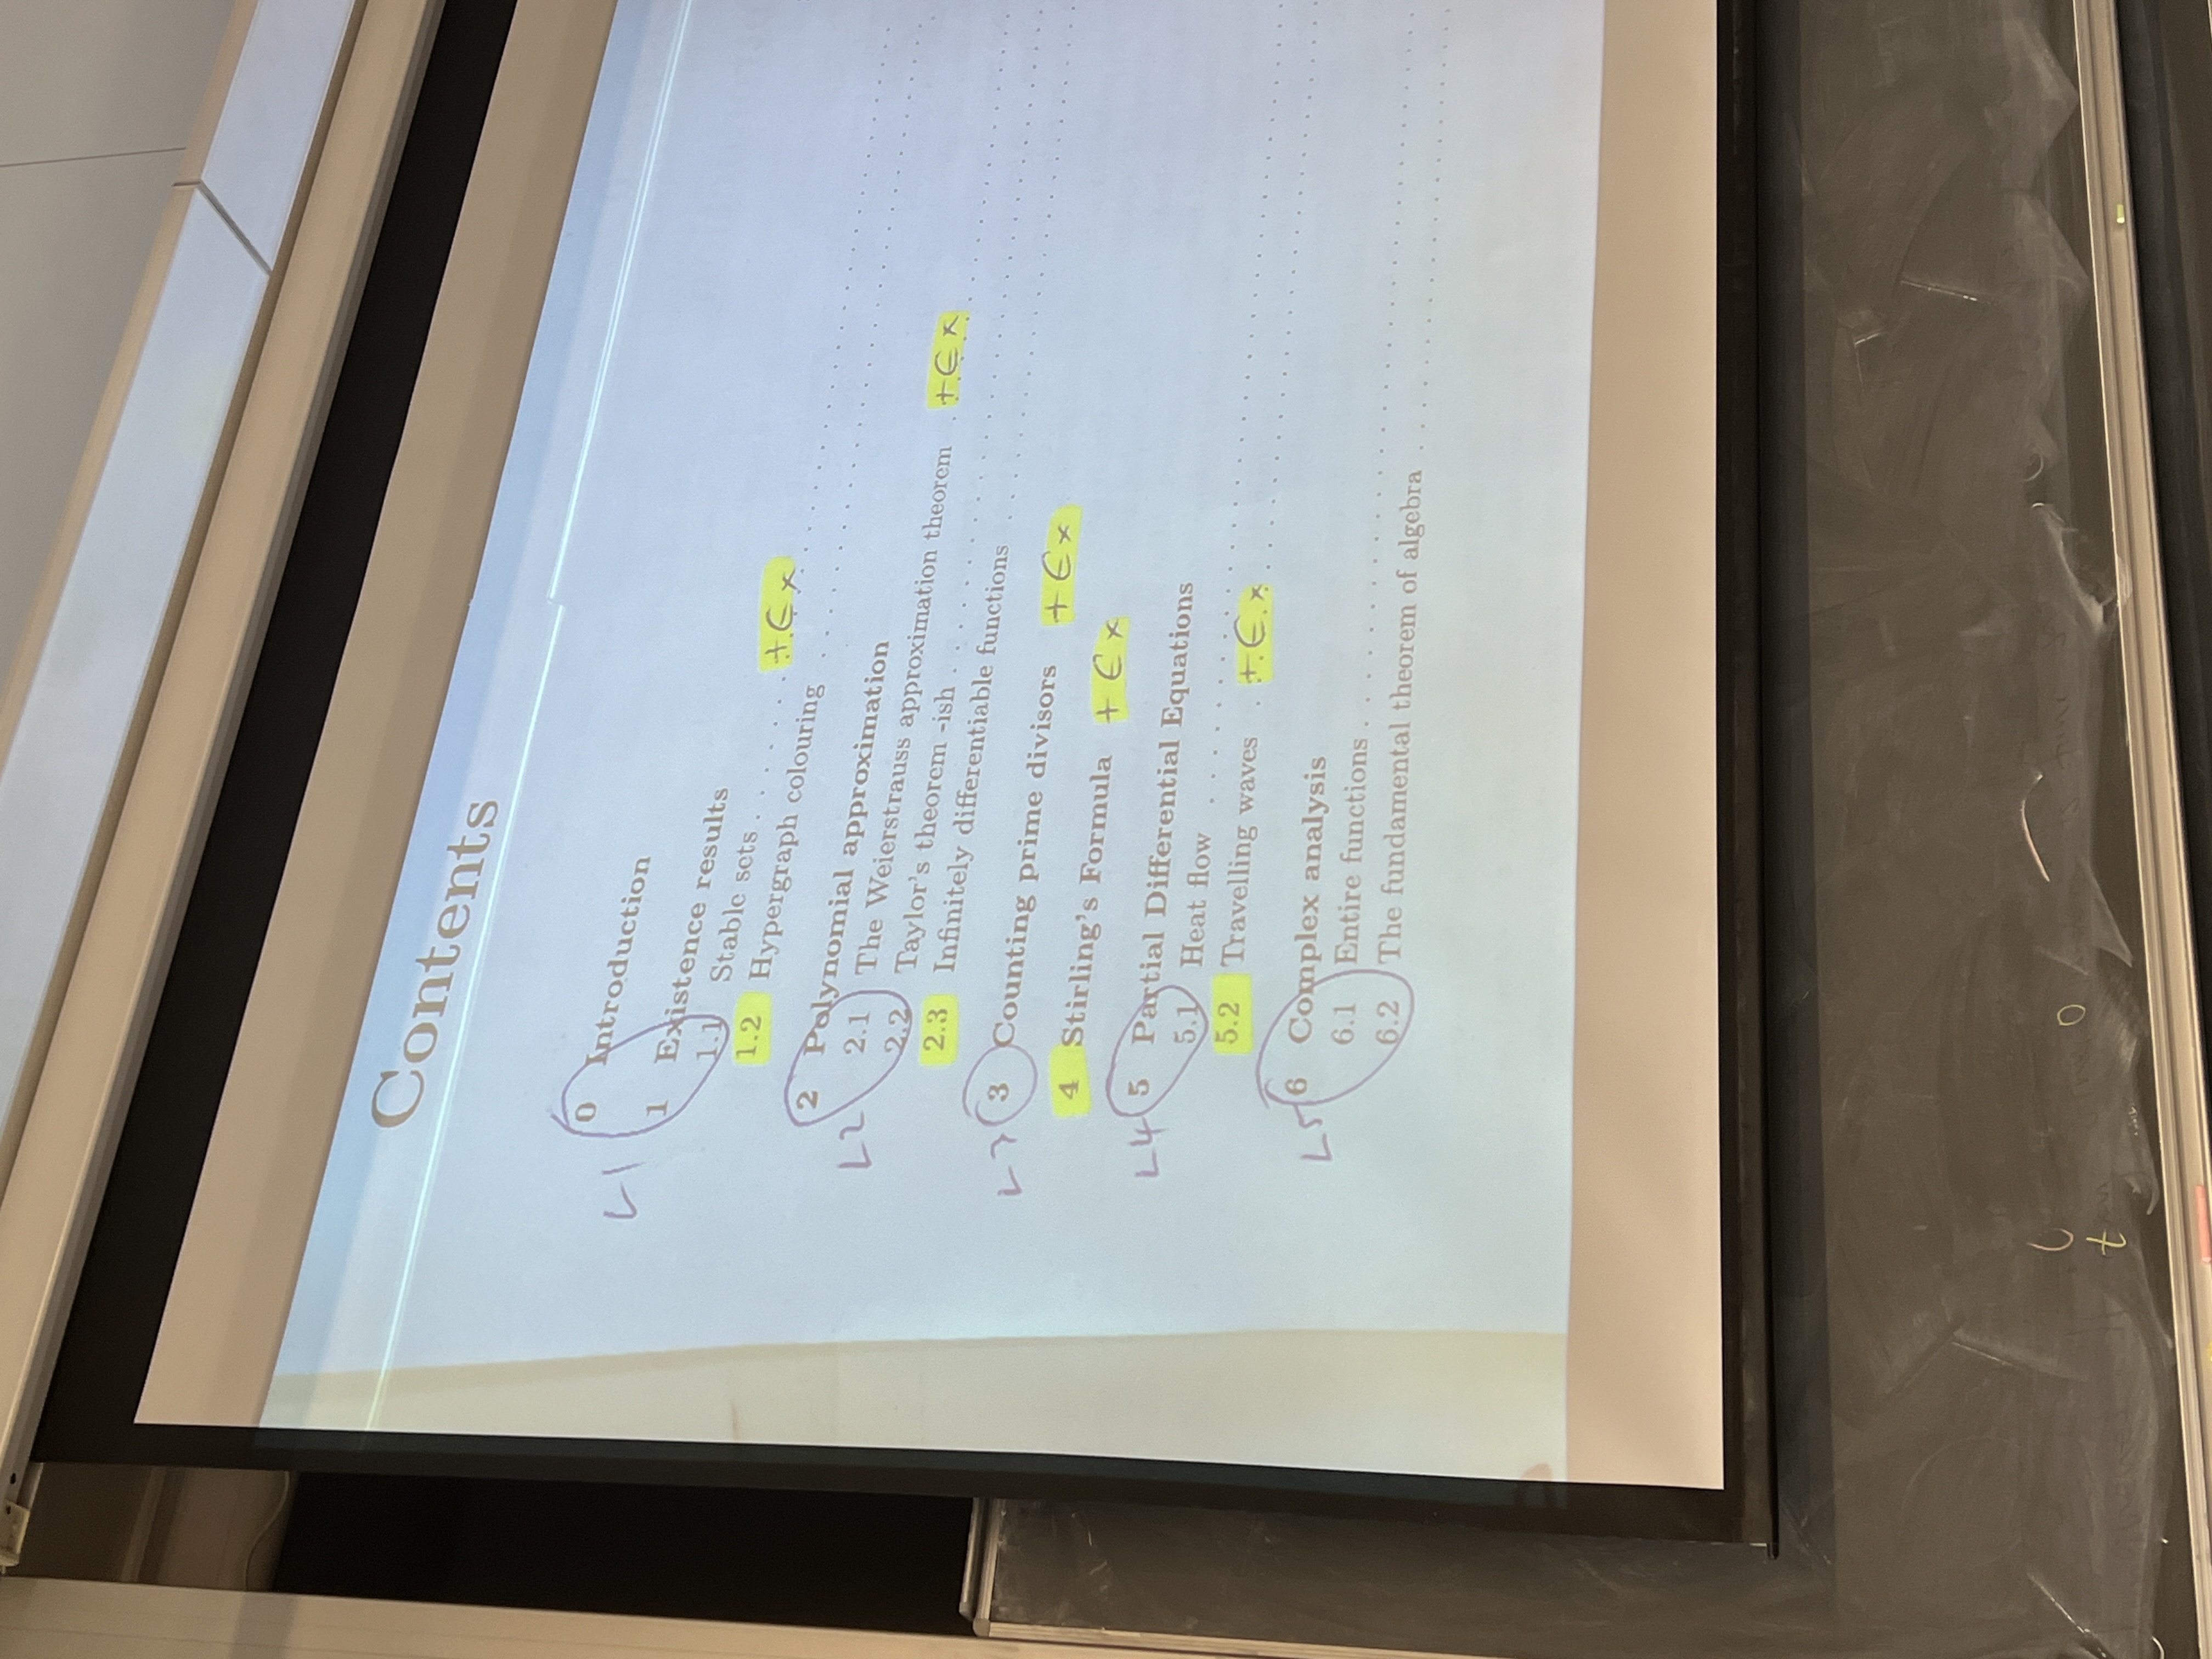 Contents
L1 0 Introduction
1 Existence results
1.1 Stable sets . . . . . . . +Ex . . . . . . . . . . . . . . . . . .
1.2 Hypergraph colouring . . . . . . . . . . . . . . . . . . . . . .
2 Polynomial approximation
L2 2.1 The Weierstrauss approximation theorem . +Ex . . . . . . . . . .
2.2 Taylor's theorem -ish . . . . . . . . . . . . . . . . . . . . . .
2.3 Infinitely differentiable functions . . . . . . . . . . . . . . . . .
L3 3 Counting prime divisors +Ex
4 Stirling's Formula +Ex
L4 5 Partial Differential Equations
5.1 Heat flow . . . . . . . . . . . . . . . . . . . . . . . . .
5.2 Travelling waves . +Ex . . . . . . . . . . . . . . . . . .
L5 6 Complex analysis
6.1 Entire functions . . . . . . . . . . . . . . . . . . . . . . . .
6.2 The fundamental theorem of algebra . . . . . . . . . . . . . . . .
t